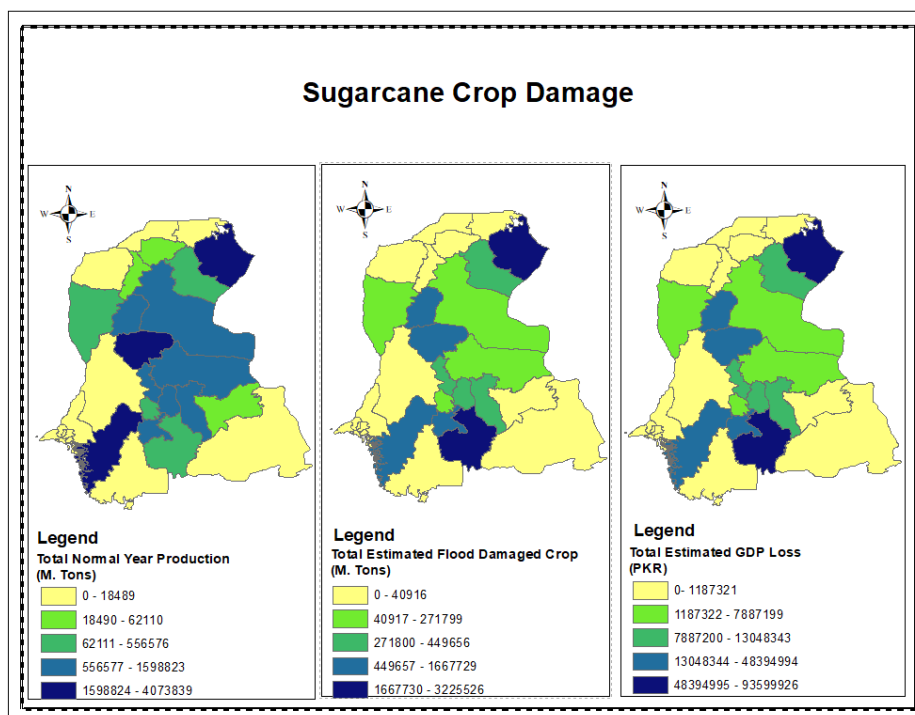 Sugarcane Crop Damage
N
W E
S
Legend
Total Normal Year Production
(M. Tons)
0 - 18489
18490 - 62110
62111 - 556576
556577 - 1598823
1598824 - 4073839
N
W E
S
Legend
Total Estimated Flood Damaged Crop
(M. Tons)
0 - 40916
40917 - 271799
271800 - 449656
449657 - 1667729
1667730 - 3225526
N
W E
S
Legend
Total Estimated GDP Loss
(PKR)
0- 1187321
1187322 - 7887199
7887200 - 13048343
13048344 - 48394994
48394995 - 93599926